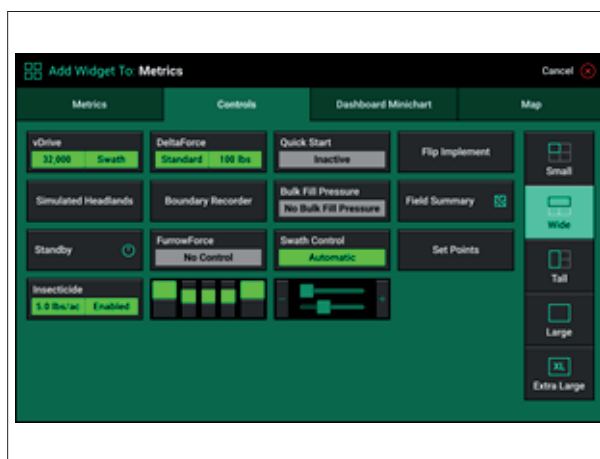 Add Widget To: Metrics
Cancel
Metrics
Controls
Dashboard Minichart
Map
vDrive
32,000 Swath
DeltaForce
Standard 100 lbs
Quick Start
Inactive
Flip Implement
Small
Simulated Headlands
Boundary Recorder
Bulk Fill Pressure
No Bulk Fill Pressure
Field Summary
Wide
Standby
FurrowForce
No Control
Swath Control
Automatic
Set Points
Tall
Insecticide
5.0 lbs/ac Enabled
-
+
Large
XL
Extra Large